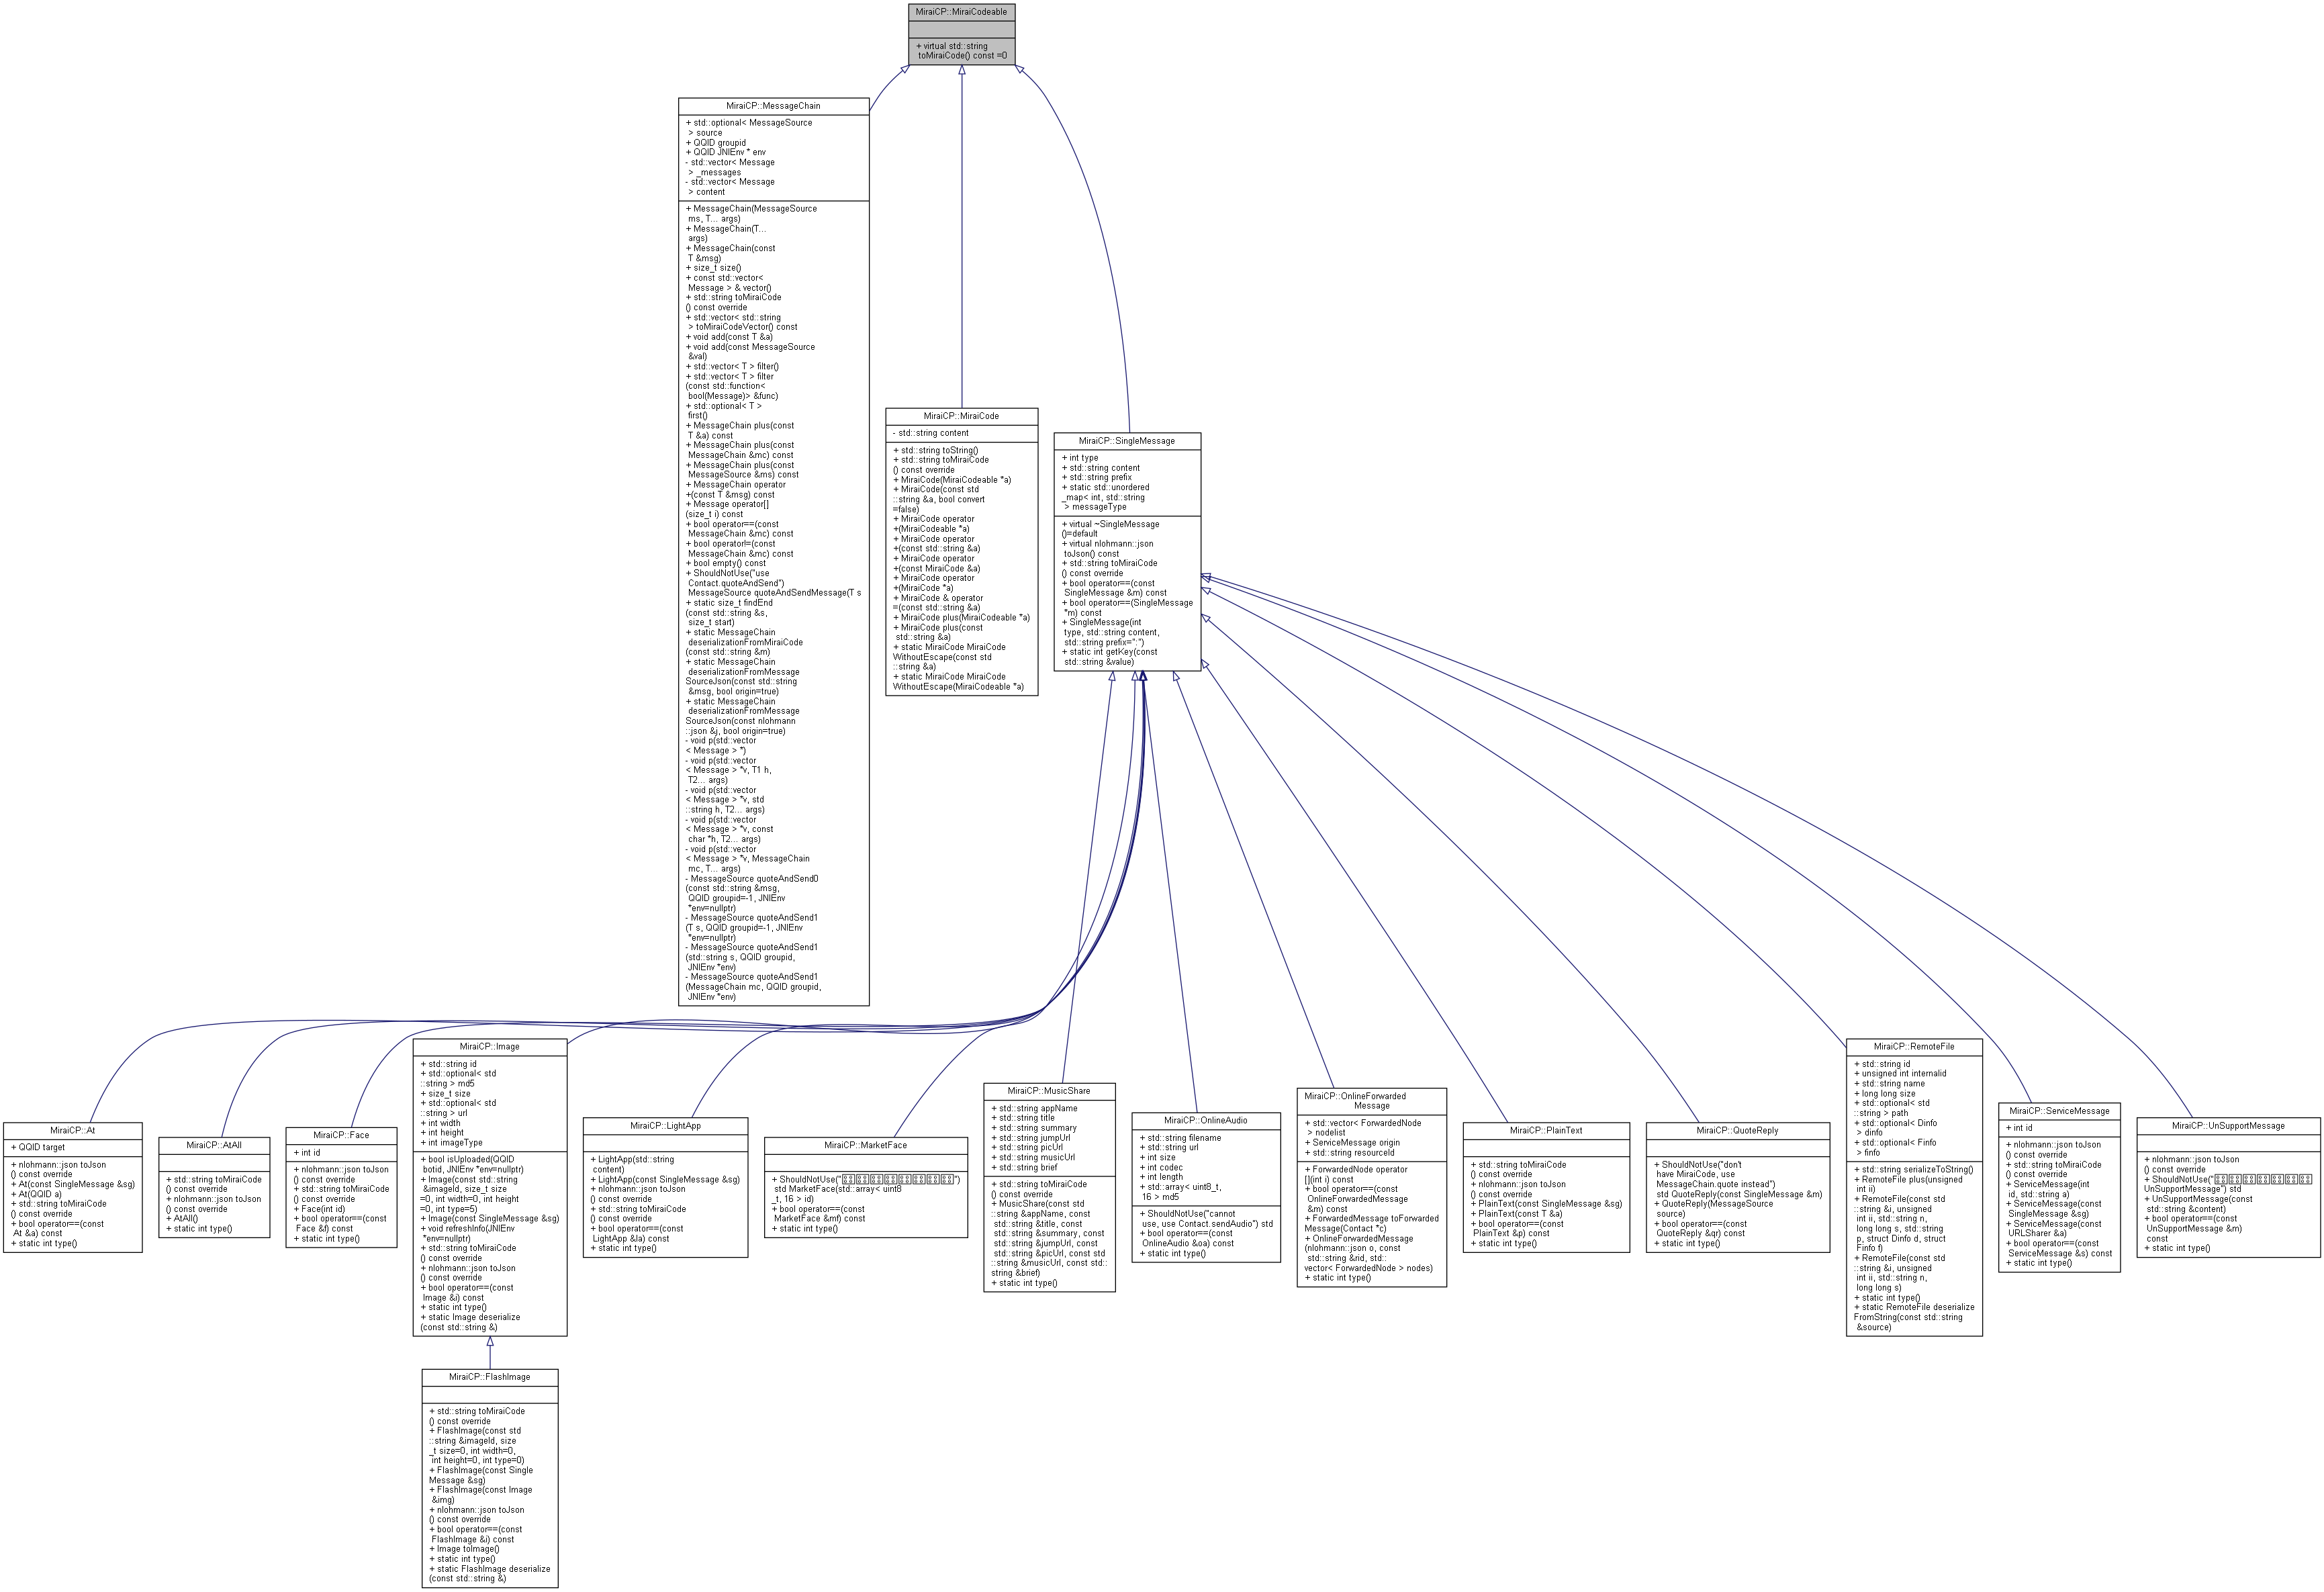 MiraiCP::MiraiCodeable
+ virtual std::string
toMiraiCode() const =0
MiraiCP::MessageChain
+ std::optional< MessageSource
> source
+ QQID groupid
+ QQID JNIEnv * env
- std::vector< Message
> _messages
- std::vector< Message
> content
+ MessageChain(MessageSource
ms, T... args)
+ MessageChain(T...
args)
+ MessageChain(const
T &msg)
+ size_t size()
+ const std::vector<
Message > & vector()
+ std::string toMiraiCode
() const override
+ std::vector< std::string
> toMiraiCodeVector() const
+ void add(const T &a)
+ void add(const MessageSource
&val)
+ std::vector< T > filter()
+ std::vector< T > filter
(const std::function<
bool(Message)> &func)
+ std::optional< T >
first()
+ MessageChain plus(const
T &a) const
+ MessageChain plus(const
MessageChain &mc) const
+ MessageChain plus(const
MessageSource &ms) const
+ MessageChain operator
+(const T &msg) const
+ Message operator[]
(size_t i) const
+ bool operator==(const
MessageChain &mc) const
+ bool operator!=(const
MessageChain &mc) const
+ bool empty() const
+ ShouldNotUse("use
Contact.quoteAndSend")
MessageSource quoteAndSendMessage(T s
+ static size_t findEnd
(const std::string &s,
size_t start)
+ static MessageChain
deserializationFromMiraiCode
(const std::string &m)
+ static MessageChain
deserializationFromMessage
SourceJson(const std::string
&msg, bool origin=true)
+ static MessageChain
deserializationFromMessage
SourceJson(const nlohmann
::json &j, bool origin=true)
- void p(std::vector
< Message > *)
- void p(std::vector
< Message > *v, T1 h,
T2... args)
- void p(std::vector
< Message > *v, std
::string h, T2... args)
- void p(std::vector
< Message > *v, const
char *h, T2... args)
- void p(std::vector
< Message > *v, MessageChain
mc, T... args)
- MessageSource quoteAndSend0
(const std::string &msg,
QQID groupid=-1, JNIEnv
*env=nullptr)
- MessageSource quoteAndSend1
(T s, QQID groupid=-1, JNIEnv
*env=nullptr)
- MessageSource quoteAndSend1
(std::string s, QQID groupid,
JNIEnv *env)
- MessageSource quoteAndSend1
(MessageChain mc, QQID groupid,
JNIEnv *env)
MiraiCP::MiraiCode
- std::string content
+ std::string toString()
+ std::string toMiraiCode
() const override
+ MiraiCode(MiraiCodeable *a)
+ MiraiCode(const std
::string &a, bool convert
=false)
+ MiraiCode operator
+(MiraiCodeable *a)
+ MiraiCode operator
+(const std::string &a)
+ MiraiCode operator
+(const MiraiCode &a)
+ MiraiCode operator
+(MiraiCode *a)
+ MiraiCode & operator
=(const std::string &a)
+ MiraiCode plus(MiraiCodeable *a)
+ MiraiCode plus(const
std::string &a)
+ static MiraiCode MiraiCode
WithoutEscape(const std
::string &a)
+ static MiraiCode MiraiCode
WithoutEscape(MiraiCodeable *a)
MiraiCP::SingleMessage
+ int type
+ std::string content
+ std::string prefix
+ static std::unordered
_map< int, std::string
> messageType
+ virtual ~SingleMessage
()=default
+ virtual nlohmann::json
toJson() const
+ std::string toMiraiCode
() const override
+ bool operator==(const
SingleMessage &m) const
+ bool operator==(SingleMessage
*m) const
+ SingleMessage(int
type, std::string content,
std::string prefix=":")
+ static int getKey(const
std::string &value)
MiraiCP::At
+ QQID target
+ nlohmann::json toJson
() const override
+ At(const SingleMessage &sg)
+ At(QQID a)
+ std::string toMiraiCode
() const override
+ bool operator==(const
At &a) const
+ static int type()
MiraiCP::AtAll
+ std::string toMiraiCode
() const override
+ nlohmann::json toJson
() const override
+ AtAll()
+ static int type()
MiraiCP::Face
+ int id
+ nlohmann::json toJson
() const override
+ std::string toMiraiCode
() const override
+ Face(int id)
+ bool operator==(const
Face &f) const
+ static int type()
MiraiCP::Image
+ std::string id
+ std::optional< std
::string > md5
+ size_t size
+ std::optional< std
::string > url
+ int width
+ int height
+ int imageType
+ bool isUploaded(QQID
botid, JNIEnv *env=nullptr)
+ Image(const std::string
&imageId, size_t size
=0, int width=0, int height
=0, int type=5)
+ Image(const SingleMessage &sg)
+ void refreshInfo(JNIEnv
*env=nullptr)
+ std::string toMiraiCode
() const override
+ nlohmann::json toJson
() const override
+ bool operator==(const
Image &i) const
+ static int type()
+ static Image deserialize
(const std::string &)
MiraiCP::FlashImage
+ std::string toMiraiCode
() const override
+ FlashImage(const std
::string &imageId, size
_t size=0, int width=0,
int height=0, int type=0)
+ FlashImage(const Single
Message &sg)
+ FlashImage(const Image
&img)
+ nlohmann::json toJson
() const override
+ bool operator==(const
FlashImage &i) const
+ Image toImage()
+ static int type()
+ static FlashImage deserialize
(const std::string &)
MiraiCP::LightApp
+ LightApp(std::string
content)
+ LightApp(const SingleMessage &sg)
+ nlohmann::json toJson
() const override
+ std::string toMiraiCode
() const override
+ bool operator==(const
LightApp &la) const
+ static int type()
MiraiCP::MarketFace
+ ShouldNotUse("")
std MarketFace(std::array< uint8
_t, 16 > id)
+ bool operator==(const
MarketFace &mf) const
+ static int type()
MiraiCP::MusicShare
+ std::string appName
+ std::string title
+ std::string summary
+ std::string jumpUrl
+ std::string picUrl
+ std::string musicUrl
+ std::string brief
+ std::string toMiraiCode
() const override
+ MusicShare(const std
::string &appName, const
std::string &title, const
std::string &summary, const
std::string &jumpUrl, const
std::string &picUrl, const std
::string &musicUrl, const std::
string &brief)
+ static int type()
MiraiCP::OnlineAudio
+ std::string filename
+ std::string url
+ int size
+ int codec
+ int length
+ std::array< uint8_t,
16 > md5
+ ShouldNotUse("cannot
use, use Contact.sendAudio") std
+ bool operator==(const
OnlineAudio &oa) const
+ static int type()
MiraiCP::OnlineForwarded
Message
+ std::vector< ForwardedNode
> nodelist
+ ServiceMessage origin
+ std::string resourceId
+ ForwardedNode operator
[](int i) const
+ bool operator==(const
OnlineForwardedMessage
&m) const
+ ForwardedMessage toForwarded
Message(Contact *c)
+ OnlineForwardedMessage
(nlohmann::json o, const
std::string &rid, std::
vector< ForwardedNode > nodes)
+ static int type()
MiraiCP::PlainText
+ std::string toMiraiCode
() const override
+ nlohmann::json toJson
() const override
+ PlainText(const SingleMessage &sg)
+ PlainText(const T &a)
+ bool operator==(const
PlainText &p) const
+ static int type()
MiraiCP::QuoteReply
+ ShouldNotUse("don't
have MiraiCode, use
MessageChain.quote instead")
std QuoteReply(const SingleMessage &m)
+ QuoteReply(MessageSource
source)
+ bool operator==(const
QuoteReply &qr) const
+ static int type()
MiraiCP::RemoteFile
+ std::string id
+ unsigned int internalid
+ std::string name
+ long long size
+ std::optional< std
::string > path
+ std::optional< Dinfo
> dinfo
+ std::optional< Finfo
> finfo
+ std::string serializeToString()
+ RemoteFile plus(unsigned
int ii)
+ RemoteFile(const std
::string &i, unsigned
int ii, std::string n,
long long s, std::string
p, struct Dinfo d, struct
Finfo f)
+ RemoteFile(const std
::string &i, unsigned
int ii, std::string n,
long long s)
+ static int type()
+ static RemoteFile deserialize
FromString(const std::string
&source)
MiraiCP::ServiceMessage
+ int id
+ nlohmann::json toJson
() const override
+ std::string toMiraiCode
() const override
+ ServiceMessage(int
id, std::string a)
+ ServiceMessage(const
SingleMessage &sg)
+ ServiceMessage(const
URLSharer &a)
+ bool operator==(const
ServiceMessage &s) const
+ static int type()
MiraiCP::UnSupportMessage
+ nlohmann::json toJson
() const override
+ ShouldNotUse("
UnSupportMessage") std
+ UnSupportMessage(const
std::string &content)
+ bool operator==(const
UnSupportMessage &m)
const
+ static int type()